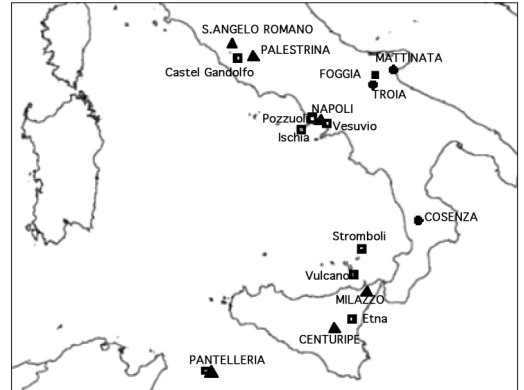 S.ANGELO ROMANO
PALESTRINA
Castel Gandolfo
MATTINATA
FOGGIA
TROIA
NAPOLI
Pozzuoli
Vesuvio
Ischia
COSENZA
Stromboli
Vulcano
MILAZZO
Etna
CENTURIPE
PANTELLERIA